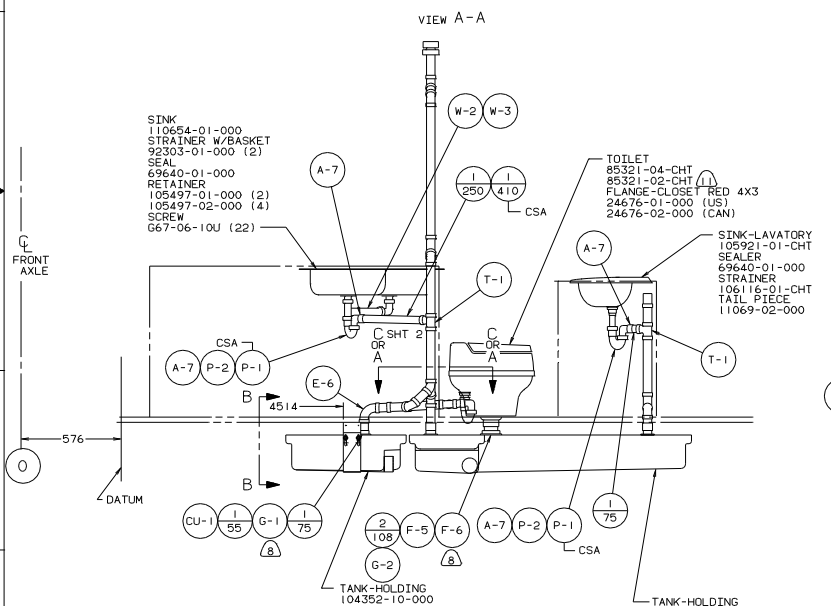 VIEW A-A
SINK
110654-01-000
STRAINER W/BASKET
92303-01-000 (2)
SEAL
69640-01-000
RETAINER
105497-01-000 (2)
105497-02-000 (4)
SCREW
G67-06-10U (22)
A-7
W-2
W-3
1
250
1
410
CSA
TOILET
85321-04-CHT
85321-02-CHT 11
FLANGE-CLOSET RED 4X3
24676-01-000 (US)
24676-02-000 (CAN)
A-7
SINK-LAVATORY
105921-01-CHT
SEALER
69640-01-000
STRAINER
106116-01-CHT
TAIL PIECE
11069-02-000
CL
FRONT
AXLE
T-1
CSA
A-7
P-2
P-1
C SHT 2
OR
A
C
OR
A
T-1
E-6
B
4514
576
O
DATUM
B
CU-1
1
55
G-1
1
75
8
2
108
F-5
F-6
8
G-2
A-7
P-2
P-1
CSA
1
75
TANK-HOLDING
104352-10-000
TANK-HOLDING